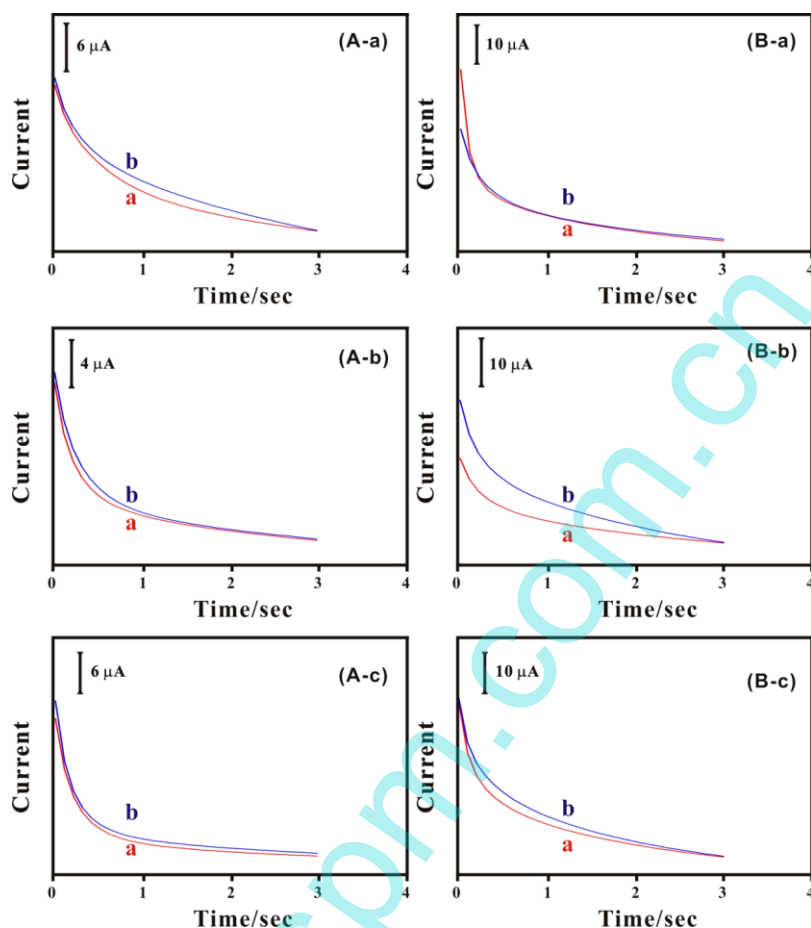 6 μA
(A-a)
Current
b
a
0 1 2 3 4
Time/sec
10 μA
(B-a)
Current
b
a
0 1 2 3 4
Time/sec
4 μA
(A-b)
Current
b
a
0 1 2 3 4
Time/sec
10 μA
(B-b)
Current
b
a
0 1 2 3 4
Time/sec
6 μA
(A-c)
Current
b
a
0 1 2 3 4
Time/sec
10 μA
(B-c)
Current
b
a
0 1 2 3 4
Time/sec
spm.com.cn